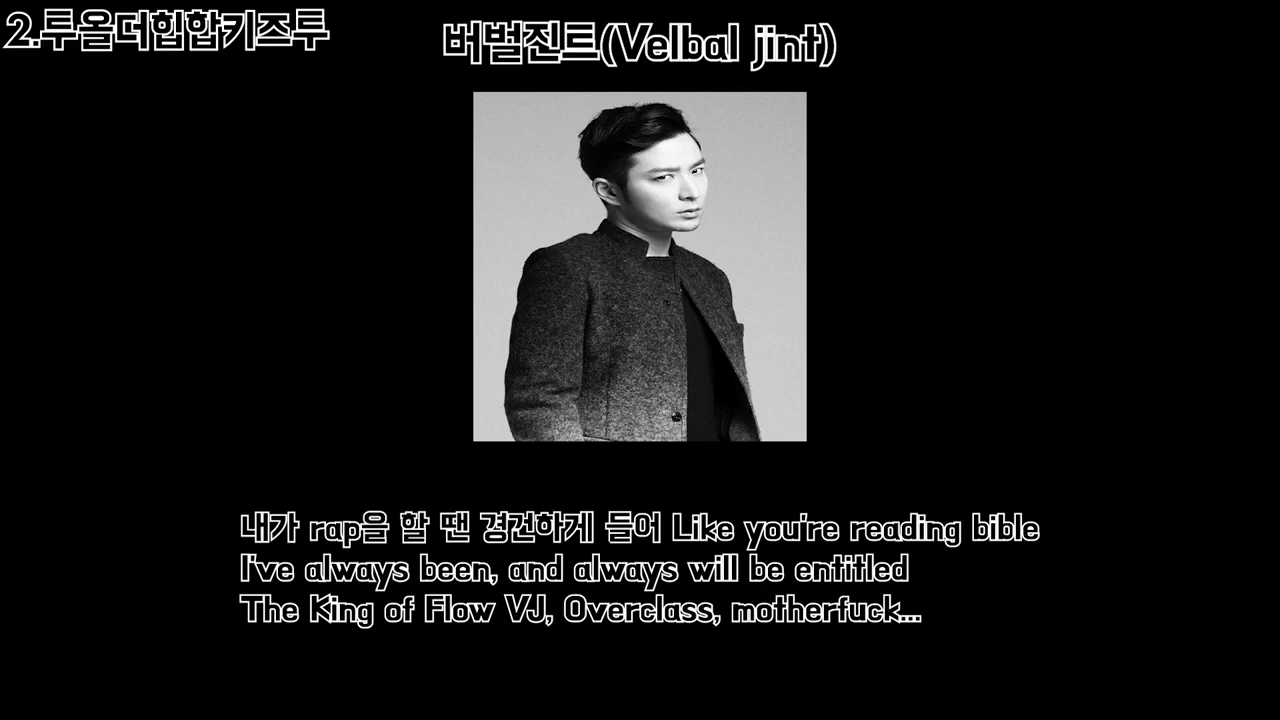 2.투올더힙합키즈투
버벌진트(Velbal jint)
내가 rap을 할 땐 경건하게 들어 Like you're reading bible
I've always been, and always will be entitled
The King of Flow VJ, Overclass, motherfuck...